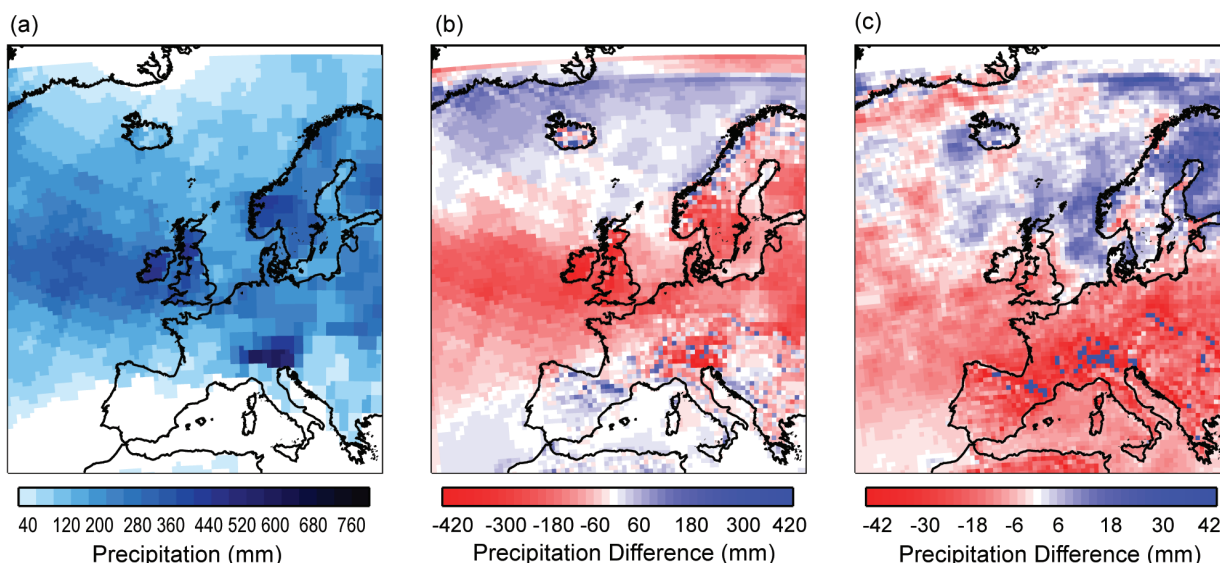 (a)
(b)
(c)
40 120 200 280 360 440 520 600 680 760
Precipitation (mm)
-420 -300 -180 -60 60 180 300 420
Precipitation Difference (mm)
-42 -30 -18 -6 6 18 30 42
Precipitation Difference (mm)